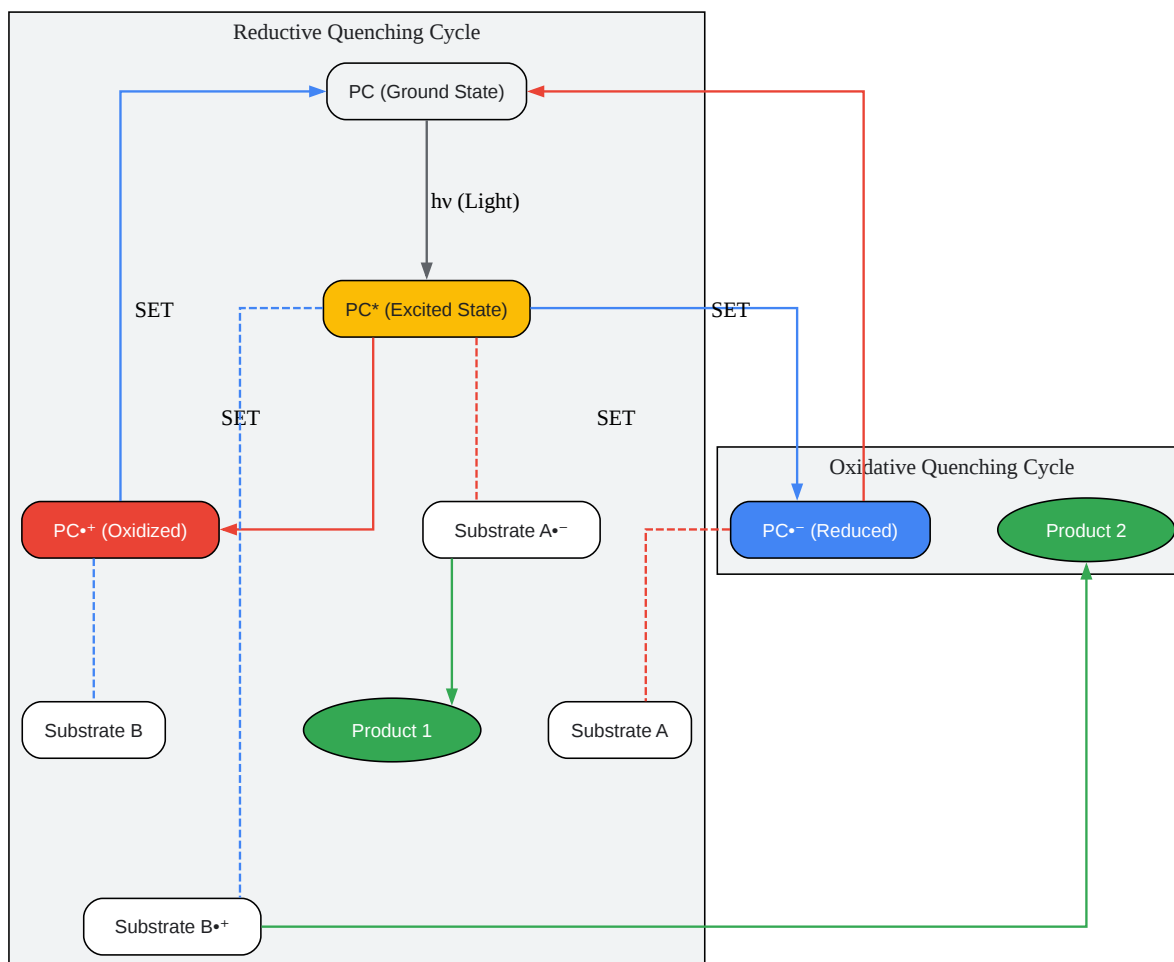 Reductive Quenching Cycle
PC (Ground State)
hν (Light)
PC* (Excited State)
SET
SET
SET
SET
Oxidative Quenching Cycle
PC•⁺ (Oxidized)
Substrate A•⁻
PC•⁻ (Reduced)
Product 2
Substrate B
Product 1
Substrate A
Substrate B•⁺